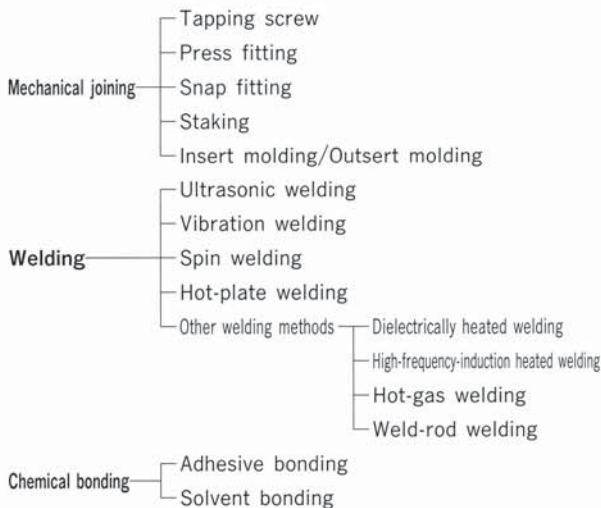 Tapping screw
Press fitting
Mechanical joining
Snap fitting
Staking
Insert molding/Outsert molding
Ultrasonic welding
Vibration welding
Welding
Spin welding
Hot-plate welding
Other welding methods
Dielectrically heated welding
High-frequency-induction heated welding
Hot-gas welding
Weld-rod welding
Adhesive bonding
Chemical bonding
Solvent bonding